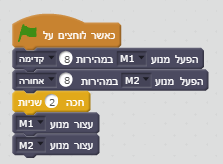 כאשר לוחצים על
הפעל מנוע M1 במהירות 8 קדימה
הפעל מנוע M2 במהירות 8 אחורה
חכה 2 שניות
עצור מנוע M1
עצור מנוע M2